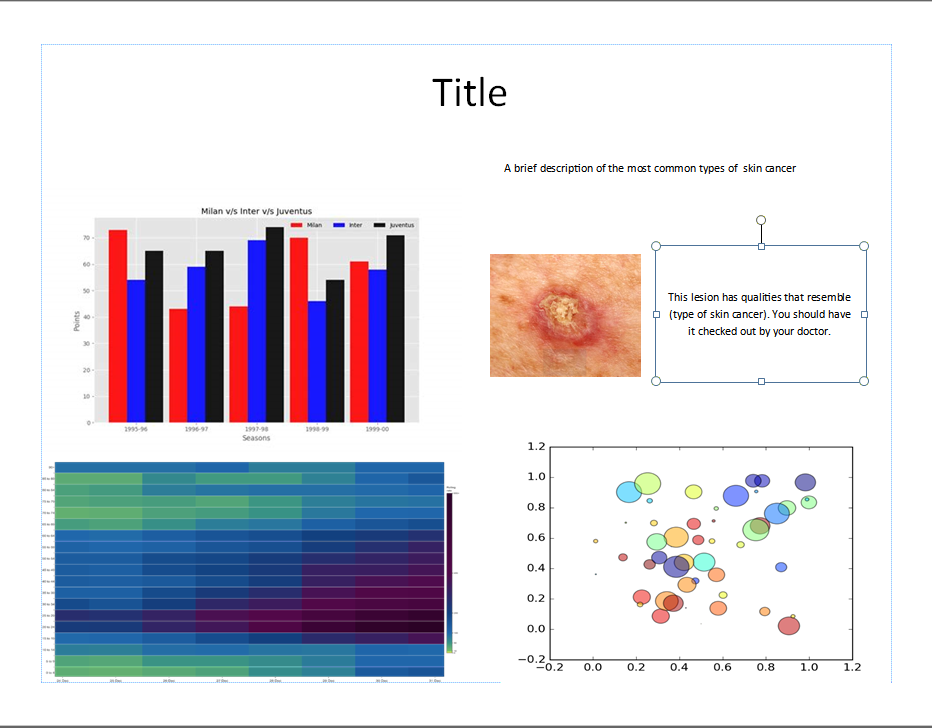 Title
A brief description of the most common types of skin cancer
Milan v/s Inter v/s Juventus
Milan Inter Juventus
70
60
50
40
30
20
10
0
Points
1995-96 1996-97 1997-98 1998-99 1999-00
Seasons
This lesion has qualities that resemble
(type of skin cancer). You should have
it checked out by your doctor.
1.2
1.0
0.8
0.6
0.4
0.2
0.0
−0.2
−0.2 0.0 0.2 0.4 0.6 0.8 1.0 1.2